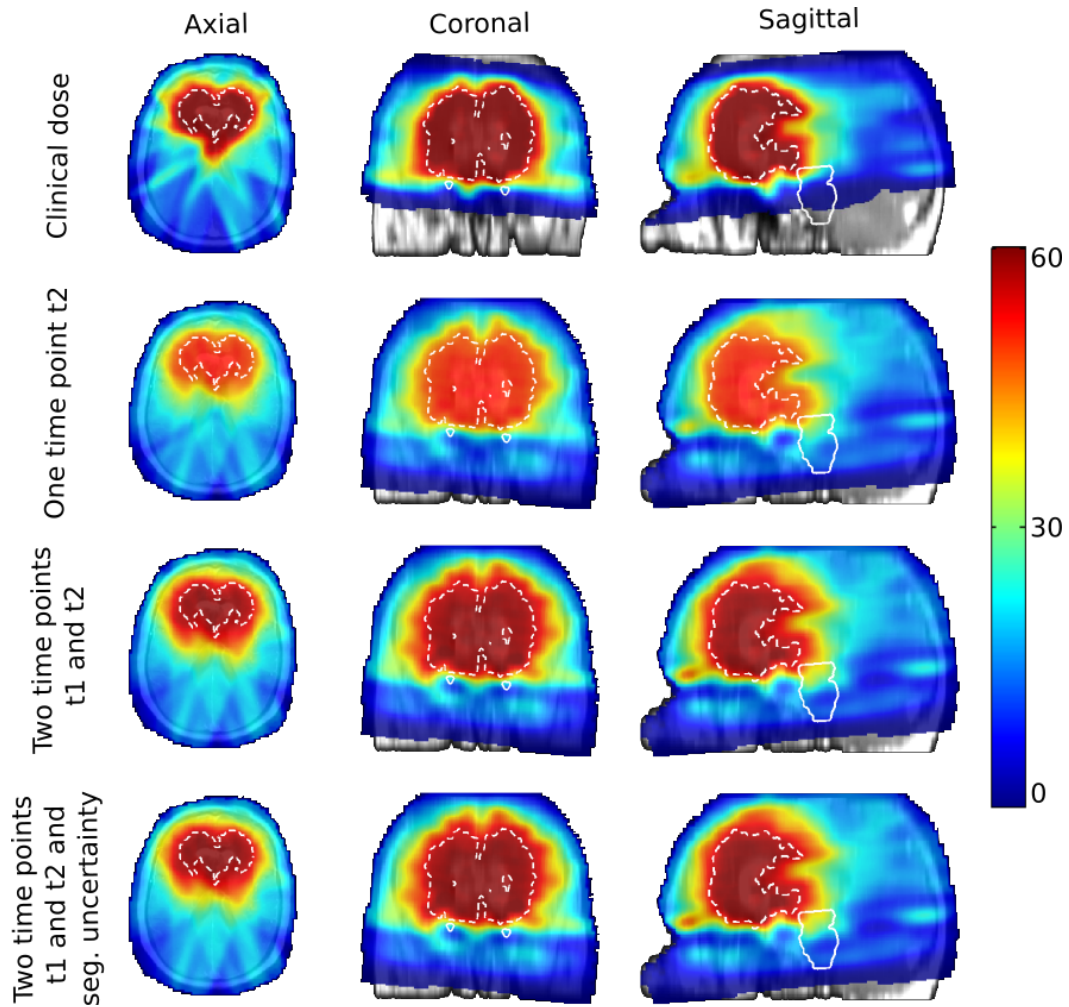 Axial
Coronal
Sagittal
Clinical dose
One time point t2
Two time points
t1 and t2
Two time points
t1 and t2 and
seg. uncertainty
60
30
0